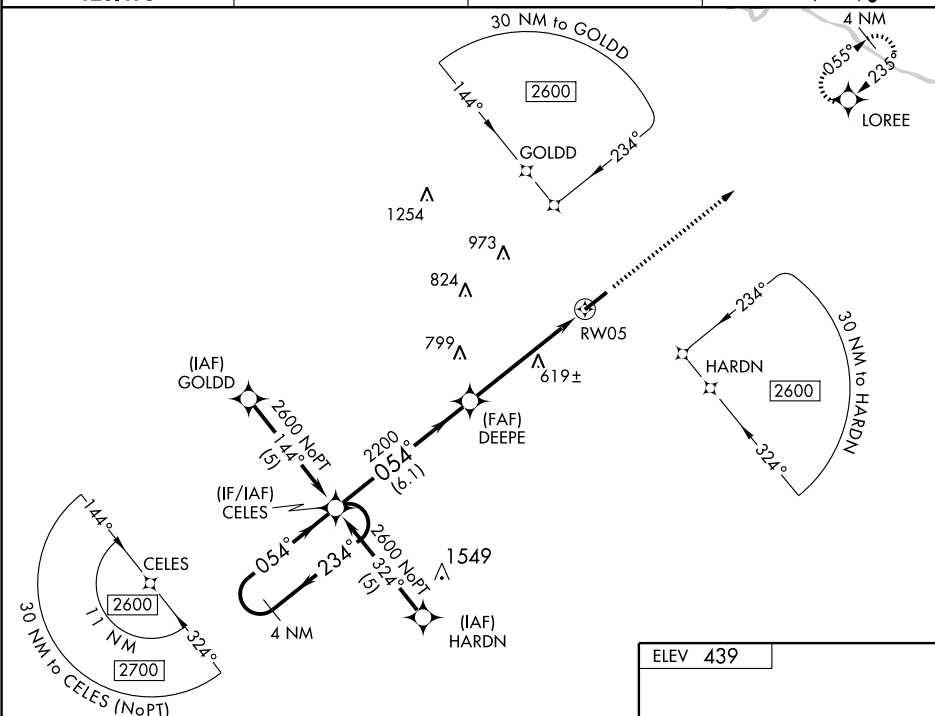 30 NM to GOLDD
2600
144°
234°
GOLDD
4 NM
055°
235°
LOREE
1254
973
824
799
619±
RW05
234°
HARDN
2600
324°
30 NM to HARDN
(IAF)
GOLDD
2600 NoPT
144°
(5)
(FAF)
DEEPE
2200
054°
(6.1)
(IF/IAF)
CELES
054°
234°
4 NM
2600 NoPT
324°
(5)
1549
(IAF)
HARDN
144°
CELES
2600
11 NM
2700
324°
30 NM to CELES (NoPT)
ELEV 439